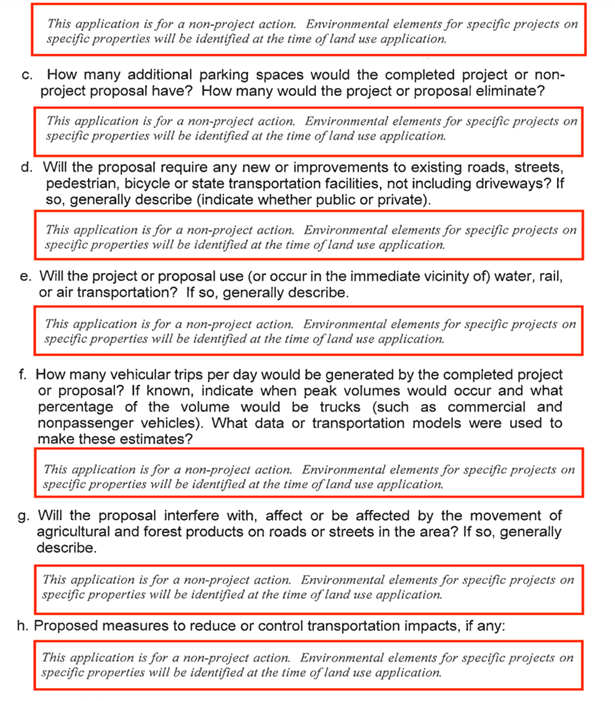 This application is for a non-project action. Environmental elements for specific projects on
specific properties will be identified at the time of land use application.
c. How many additional parking spaces would the completed project or non-
project proposal have? How many would the project or proposal eliminate?
This application is for a non-project action. Environmental elements for specific projects on
specific properties will be identified at the time of land use application.
d. Will the proposal require any new or improvements to existing roads, streets,
pedestrian, bicycle or state transportation facilities, not including driveways? If
so, generally describe (indicate whether public or private).
This application is for a non-project action. Environmental elements for specific projects on
specific properties will be identified at the time of land use application.
e. Will the project or proposal use (or occur in the immediate vicinity of) water, rail,
or air transportation? If so, generally describe.
This application is for a non-project action. Environmental elements for specific projects on
specific properties will be identified at the time of land use application.
f. How many vehicular trips per day would be generated by the completed project
or proposal? If known, indicate when peak volumes would occur and what
percentage of the volume would be trucks (such as commercial and
nonpassenger vehicles). What data or transportation models were used to
make these estimates?
This application is for a non-project action. Environmental elements for specific projects on
specific properties will be identified at the time of land use application.
g. Will the proposal interfere with, affect or be affected by the movement of
agricultural and forest products on roads or streets in the area? If so, generally
describe.
This application is for a non-project action. Environmental elements for specific projects on
specific properties will be identified at the time of land use application.
h. Proposed measures to reduce or control transportation impacts, if any:
This application is for a non-project action. Environmental elements for specific projects on
specific properties will be identified at the time of land use application.